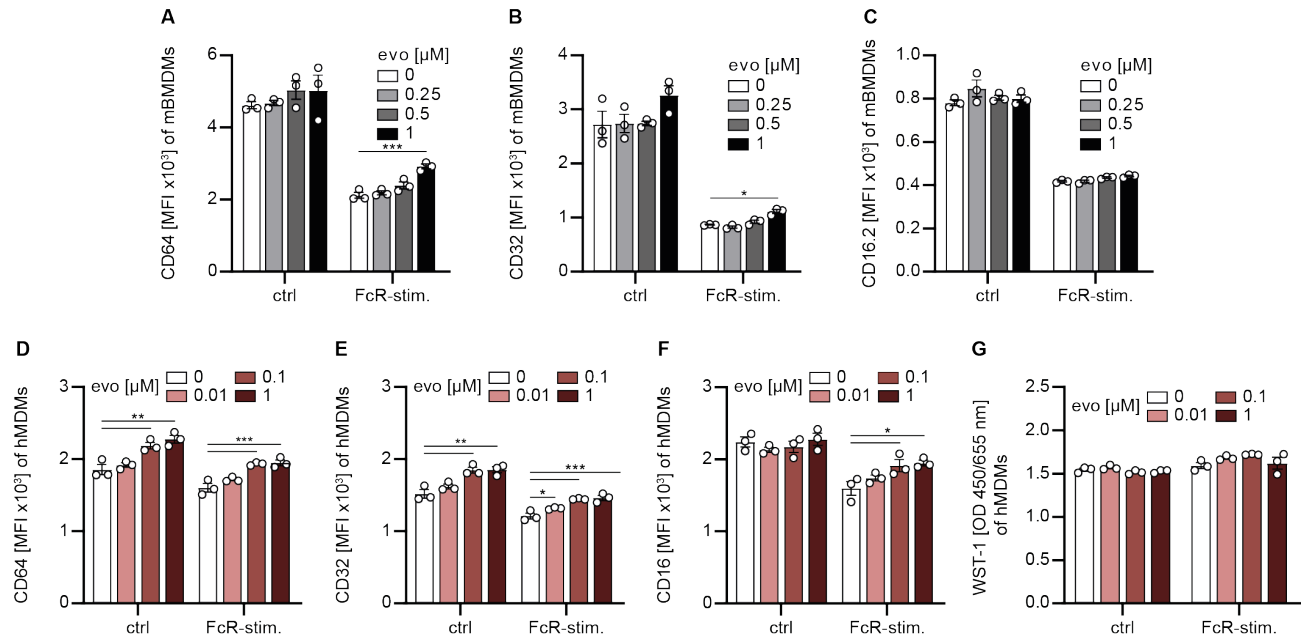 A
CD64 [MFI x10³] of mBMDMs
6
4
2
0
evo [µM]
0
0.25
0.5
1
***
ctrl
FcR-stim.
B
CD32 [MFI x10³] of mBMDMs
4
3
2
1
0
evo [µM]
0
0.25
0.5
1
*
ctrl
FcR-stim.
C
CD16.2 [MFI x10³] of mBMDMs
1.0
0.8
0.6
0.4
0.2
0.0
evo [µM]
0
0.25
0.5
1
ctrl
FcR-stim.
D
CD64 [MFI x10³] of hMDMs
3
2
1
0
evo [µM]
0
0.1
0.01
1
**
***
ctrl
FcR-stim.
E
CD32 [MFI x10³] of hMDMs
3
2
1
0
evo [µM]
0
0.1
0.01
1
**
***
*
ctrl
FcR-stim.
F
CD16 [MFI x10³] of hMDMs
3
2
1
0
evo [µM]
0
0.1
0.01
1
*
ctrl
FcR-stim.
G
WST-1 [OD 450/655 nm]
of hMDMs
2.5
2.0
1.5
1.0
0.5
0.0
evo [µM]
0
0.1
0.01
1
ctrl
FcR-stim.